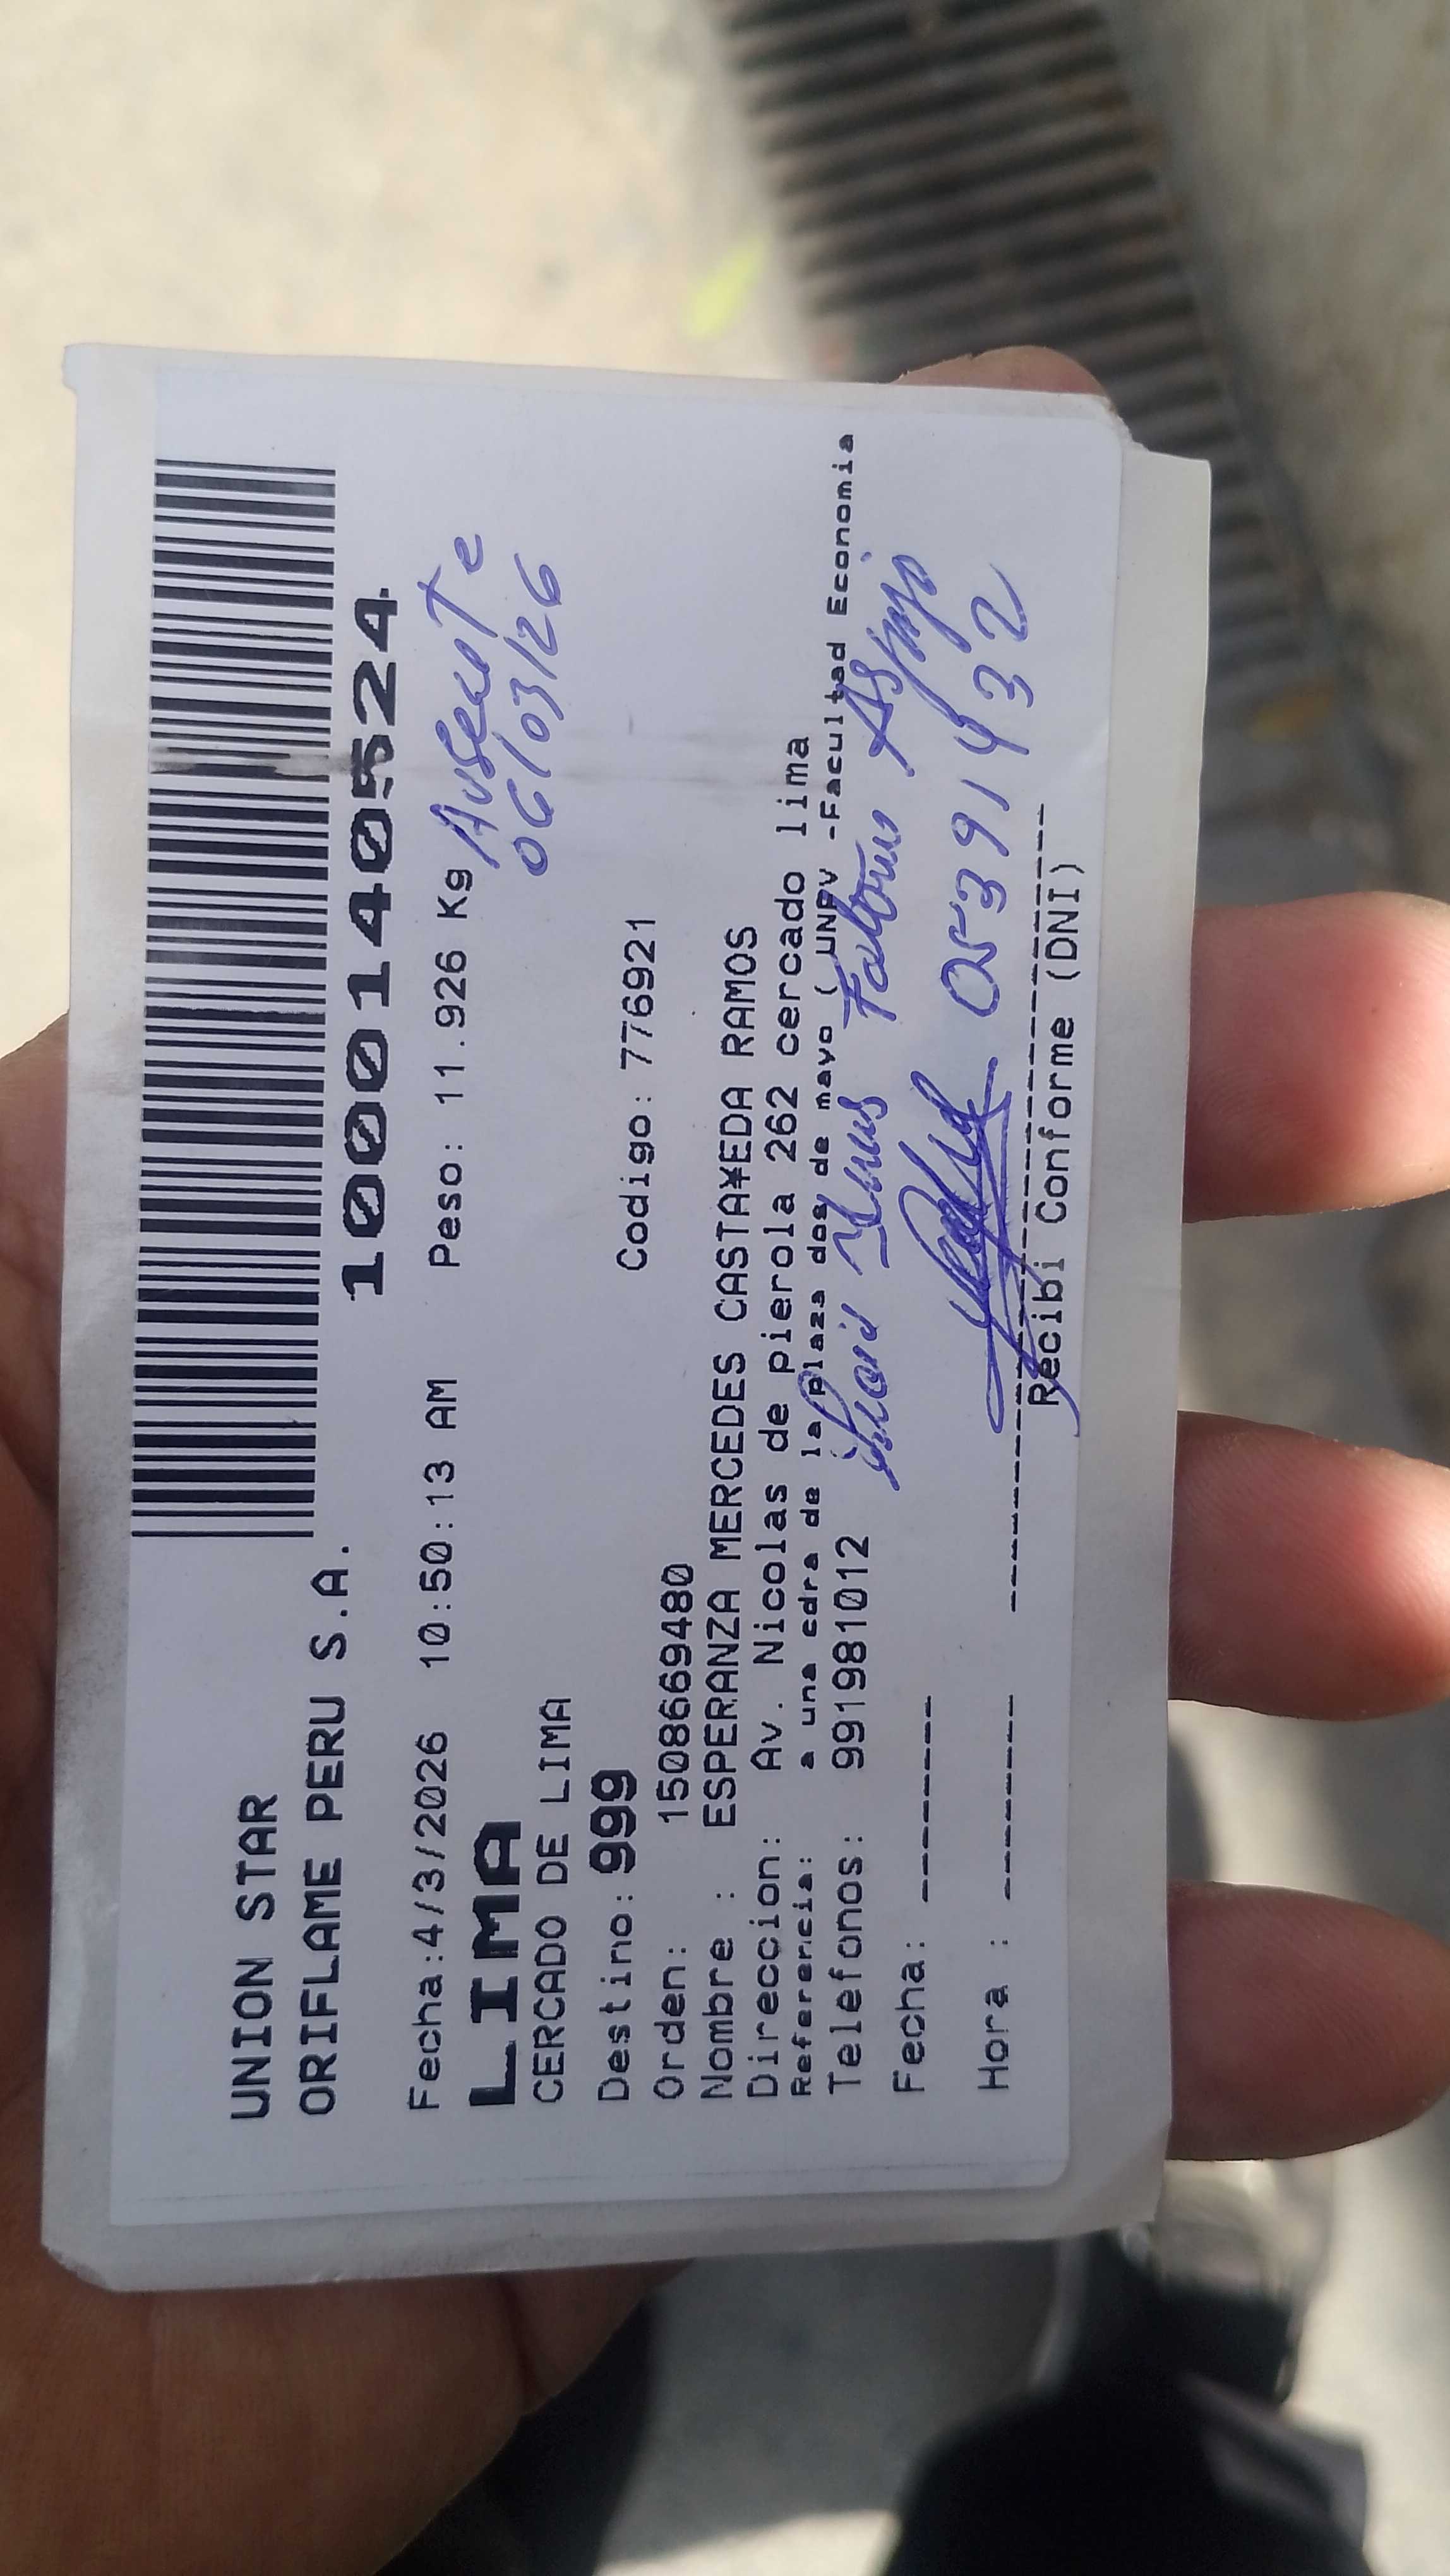 UNION STAR
ORIFLAME PERU S.A.
1000140524
Fecha:4/3/2026 10:50:13 AM Peso: 11.926 Kg
Ausente
06/03/26
LIMA
CERCADO DE LIMA
Destino: 999 Codigo: 776921
Orden: 150866948​0
Nombre : ESPERANZA MERCEDES CASTA¥EDA RAMOS
Direccion: Av. Nicolas de pierola 262 cercado lima
Referencia: a una cdra de la plaza dos de mayo ( UNFV -Facultad Economia
Telefonos: 991981012
Fecha: --------
05391432
Hora : --------
Recibi Conforme (DNI)